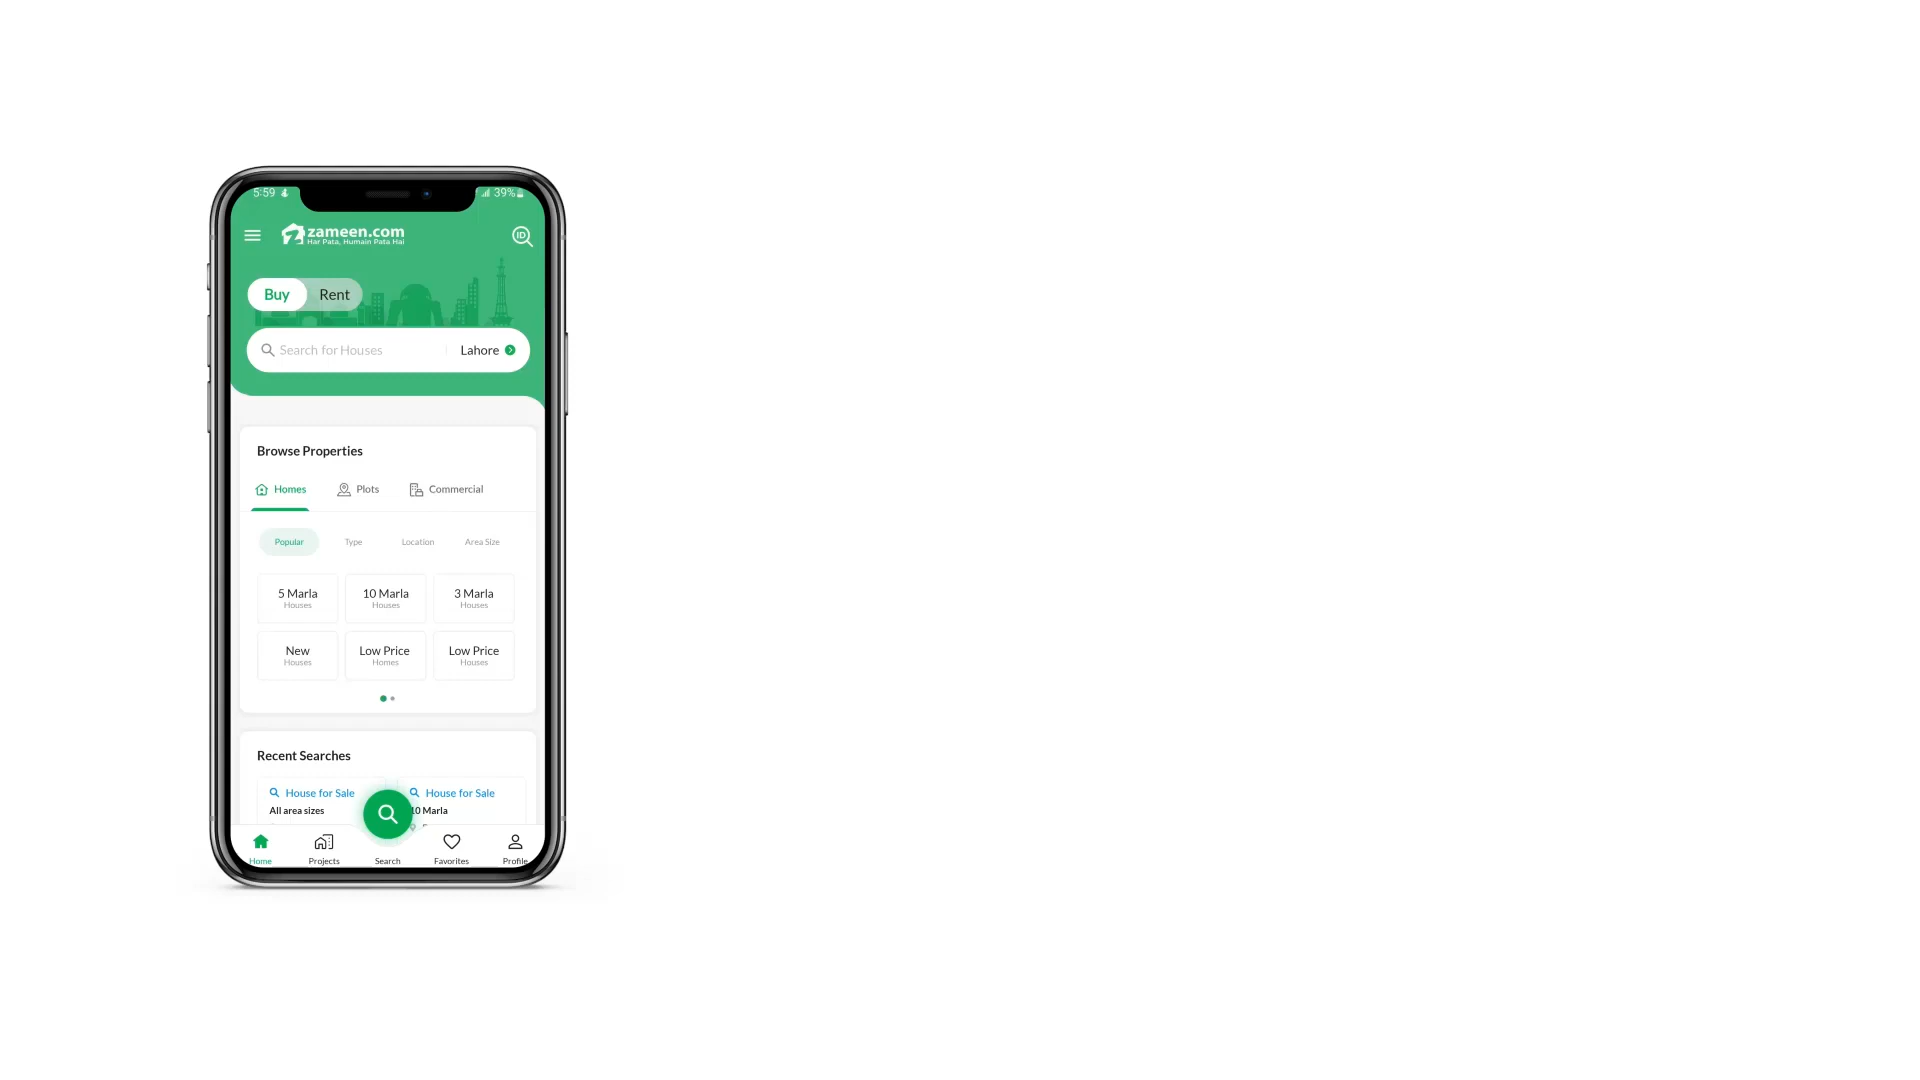 5:59 39%
zameen.com
Har Pata, Humain Pata Hai
ID
Buy Rent
Search for Houses Lahore
Browse Properties
Homes Plots Commercial
Popular Type Location Area Size
5 Marla 10 Marla 3 Marla
Houses Houses Houses
New Low Price Low Price
Houses Homes Houses
Recent Searches
House for Sale House for Sale
All area sizes 10 Marla
Home Projects Search Favorites Profile